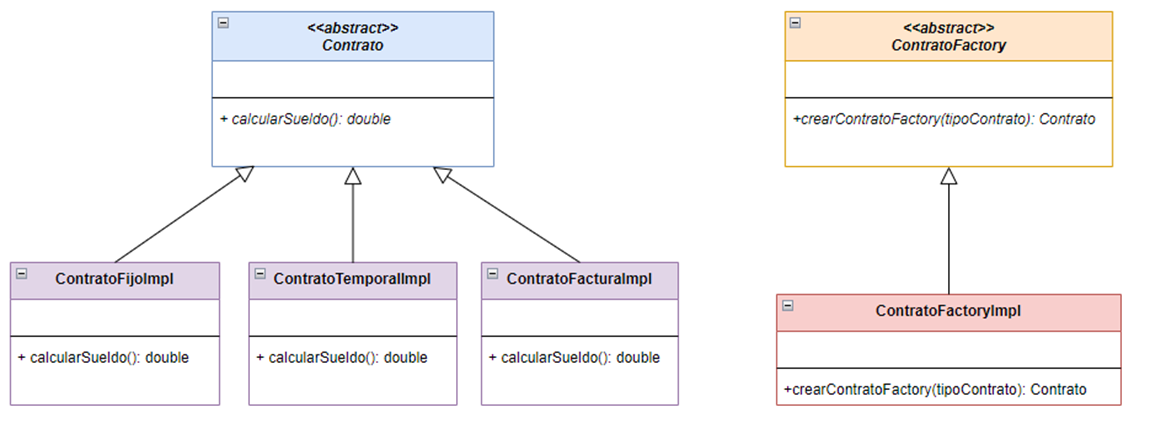 <<abstract>>
Contrato
+ calcularSueldo(): double
<<abstract>>
ContratoFactory
+crearContratoFactory(tipoContrato): Contrato
ContratoFijoImpl
+ calcularSueldo(): double
ContratoTemporalImpl
+ calcularSueldo(): double
ContratoFacturaImpl
+ calcularSueldo(): double
ContratoFactoryImpl
+crearContratoFactory(tipoContrato): Contrato